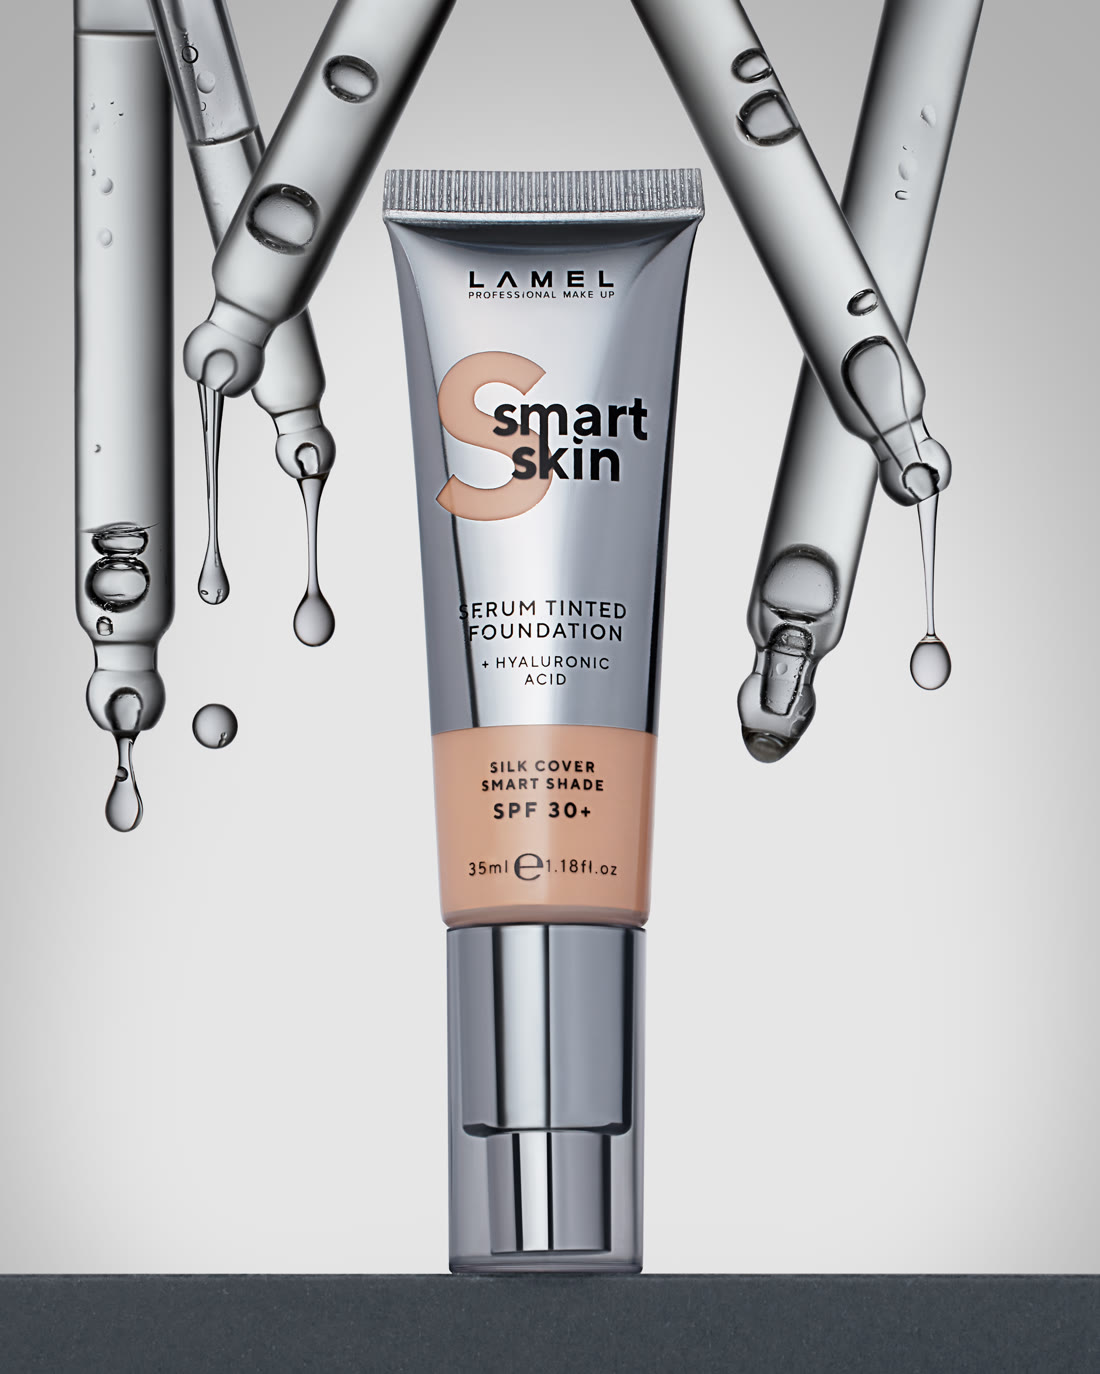 LAMEL
PROFESSIONAL MAKE UP
S
smart
skin
SERUM TINTED
FOUNDATION
+ HYALURONIC
ACID
SILK COVER
SMART SHADE
SPF 30+
35ml e 1.18fl.oz